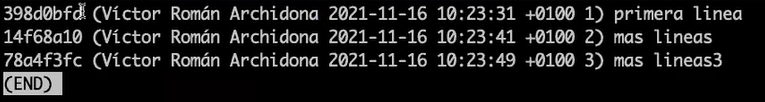 398d0bfd (Víctor Román Archidona 2021-11-16 10:23:31 +0100 1) primera linea
14f68a10 (Víctor Román Archidona 2021-11-16 10:23:41 +0100 2) mas lineas
78a4f3fc (Víctor Román Archidona 2021-11-16 10:23:49 +0100 3) mas lineas3
(END)